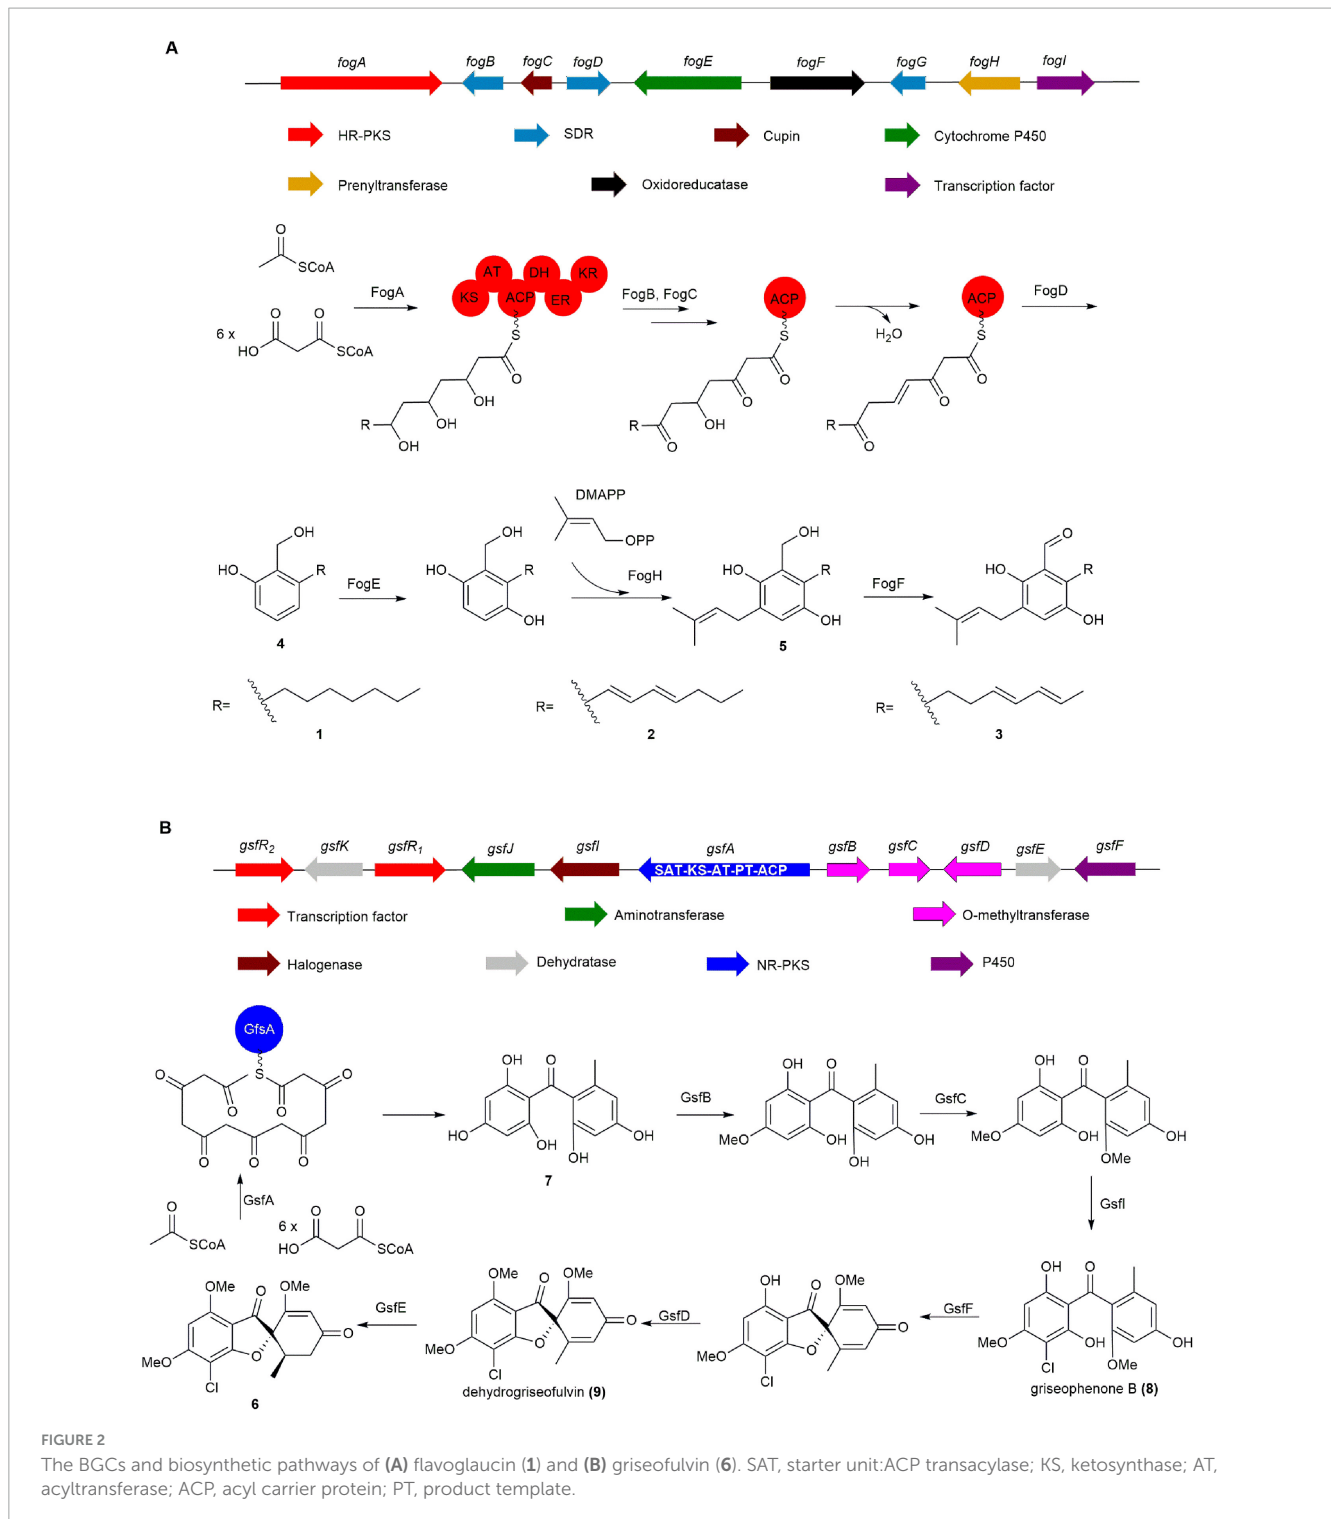 A
fogA fogB fogC fogD fogE fogF fogG fogH fogI
HR-PKS SDR Cupin Cytochrome P450
Prenyltransferase Oxidoreducatase Transcription factor
O
SCoA
6 x HO O O SCoA
FogA
KS AT ACP DH ER KR
S
O
OH
OH
R OH
FogB, FogC
ACP
S
O
O
OH
R O
H₂O
ACP
S
O
O
R O
FogD
OH
HO R
4
FogE
OH
HO R
OH
DMAPP
OPP
FogH
OH
HO R
OH
5
FogF
O
HO R
OH
R= 1
R= 2
R= 3
B
gsfR₂ gsfK gsfR₁ gsfJ gsfI gsfA gsfB gsfC gsfD gsfE gsfF
SAT-KS-AT-PT-ACP
Transcription factor Aminotransferase O-methyltransferase
Halogenase Dehydratase NR-PKS P450
GfsA
S
O O O O
O O O
GsfA
O
SCoA
6 x HO O O SCoA
OH O
HO OH OH OH
7
GsfB
OH O
MeO OH OH OH
GsfC
OH O
MeO OH OMe OH
GsfI
OH O
MeO Cl OH OMe OH
griseophenone B (8)
GsfF
OH O OMe
MeO O O
Cl
GsfD
OMe O OMe
MeO O O
Cl
dehydrogriseofulvin (9)
GsfE
OMe O OMe
OMe O O
Cl
6
FIGURE 2
The BGCs and biosynthetic pathways of (A) flavoglaucin (1) and (B) griseofulvin (6). SAT, starter unit:ACP transacylase; KS, ketosynthase; AT,
acyltransferase; ACP, acyl carrier protein; PT, product template.